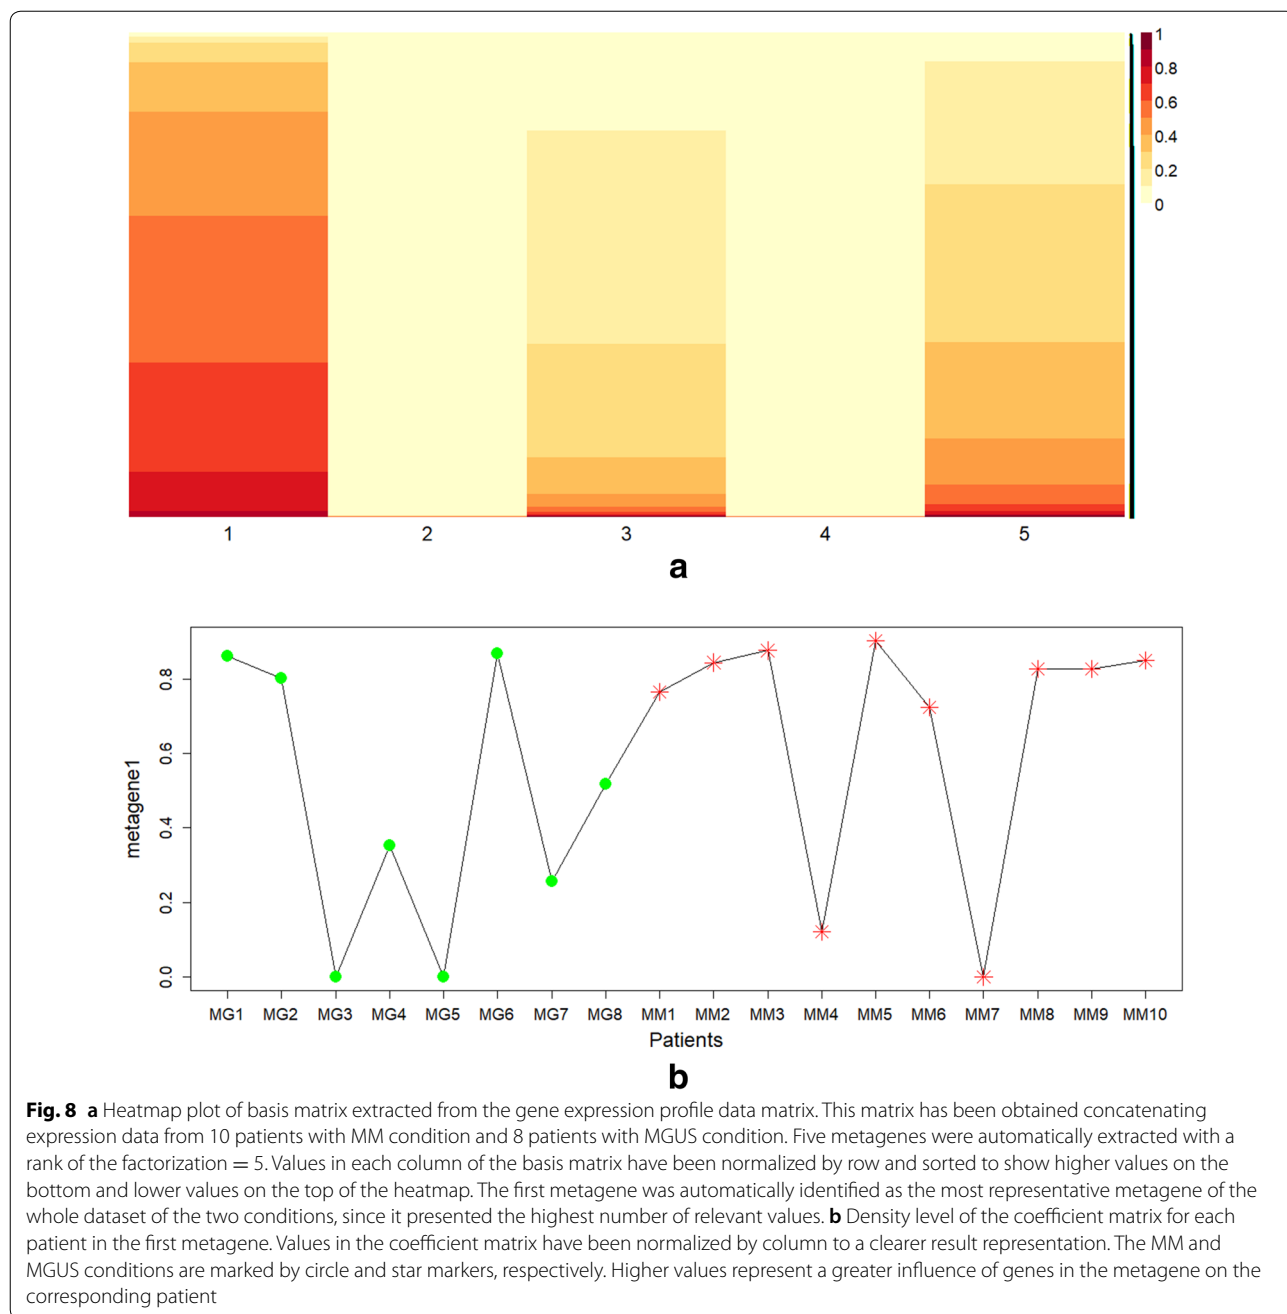 1
0.8
0.6
0.4
0.2
0
1 2 3 4 5
a
metagene1
0.8
0.6
0.4
0.2
0.0
MG1 MG2 MG3 MG4 MG5 MG6 MG7 MG8 MM1 MM2 MM3 MM4 MM5 MM6 MM7 MM8 MM9 MM10
Patients
b
Fig. 8 a Heatmap plot of basis matrix extracted from the gene expression profile data matrix. This matrix has been obtained concatenating
expression data from 10 patients with MM condition and 8 patients with MGUS condition. Five metagenes were automatically extracted with a
rank of the factorization = 5. Values in each column of the basis matrix have been normalized by row and sorted to show higher values on the
bottom and lower values on the top of the heatmap. The first metagene was automatically identified as the most representative metagene of the
whole dataset of the two conditions, since it presented the highest number of relevant values. b Density level of the coefficient matrix for each
patient in the first metagene. Values in the coefficient matrix have been normalized by column to a clearer result representation. The MM and
MGUS conditions are marked by circle and star markers, respectively. Higher values represent a greater influence of genes in the metagene on the
corresponding patient